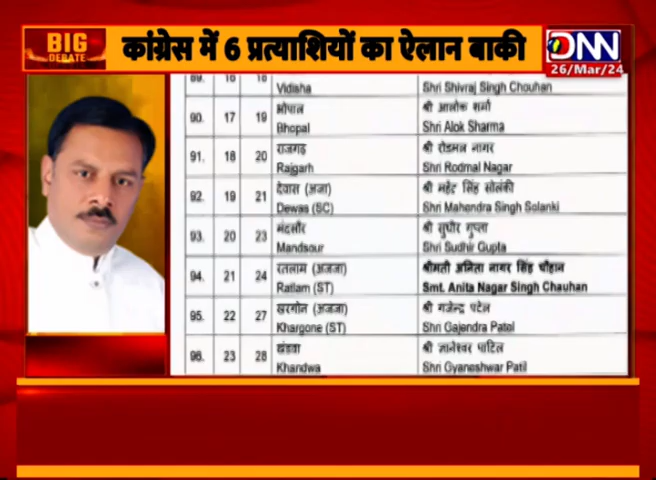 BIG
DEBATE
कांग्रेस में 6 प्रत्याशियों का ऐलान बाकी
DNN
26/Mar/24
89. 16 18 Vidisha Shri Shivraj Singh Chouhan
90. 17 19 भोपाल श्री आलोक शर्मा
Bhopal Shri Alok Sharma
91. 18 20 राजगढ़ श्री रोडमल नागर
Rajgarh Shri Rodmal Nagar
92. 19 21 देवास (अजा) श्री महेंद्र सिंह सोलंकी
Dewas (SC) Shri Mahendra Singh Solanki
93. 20 23 मंदसौर श्री सुधीर गुप्ता
Mandsour Shri Sudhir Gupta
94. 21 24 रतलाम (अजजा) श्रीमती अनिता नागर सिंह चौहान
Ratlam (ST) Smt. Anita Nagar Singh Chauhan
95. 22 27 खरगोन (अजजा) श्री गजेन्द्र पटेल
Khargone (ST) Shri Gajendra Patel
96. 23 28 खंडवा श्री ज्ञानेश्वर पाटिल
Khandwa Shri Gyaneshwar Patil